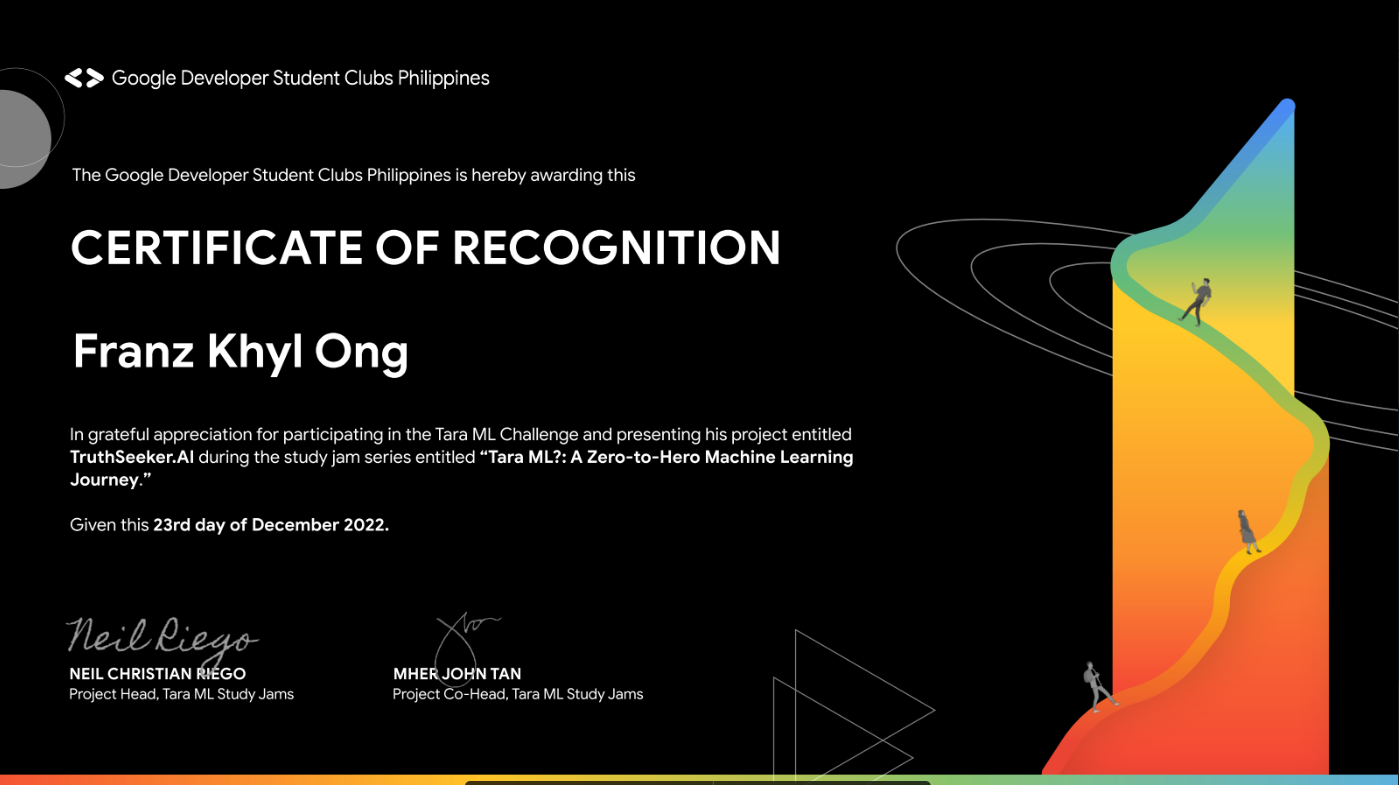 Google Developer Student Clubs Philippines
The Google Developer Student Clubs Philippines is hereby awarding this
CERTIFICATE OF RECOGNITION
Franz Khyl Ong
In grateful appreciation for participating in the Tara ML Challenge and presenting his project entitled
TruthSeeker.AI during the study jam series entitled “Tara ML?: A Zero-to-Hero Machine Learning
Journey.”
Given this 23rd day of December 2022.
Neil Riego
NEIL CHRISTIAN RIEGO
Project Head, Tara ML Study Jams
MHER JOHN TAN
Project Co-Head, Tara ML Study Jams